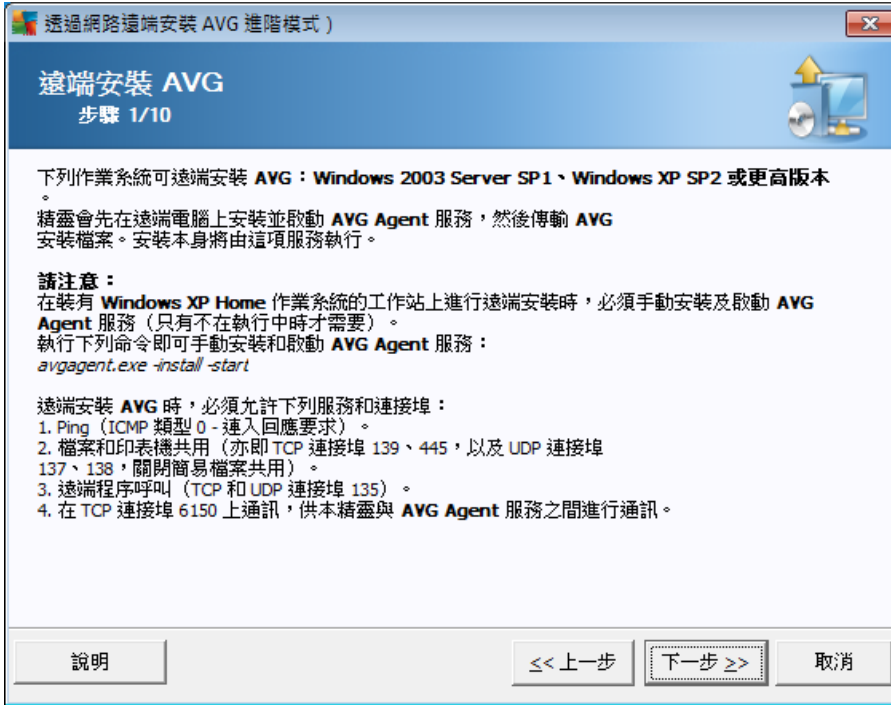 透過網路遠端安裝 AVG 進階模式 )
遠端安裝 AVG
步驟 1/10
下列作業系統可遠端安裝 AVG：Windows 2003 Server SP1、Windows XP SP2 或更高版本
。
精靈會先在遠端電腦上安裝並啟動 AVG Agent 服務，然後傳輸 AVG
安裝檔案。安裝本身將由這項服務執行。
請注意：
在裝有 Windows XP Home 作業系統的工作站上進行遠端安裝時，必須手動安裝及啟動 AVG
Agent 服務（只有不在執行中時才需要）。
執行下列命令即可手動安裝和啟動 AVG Agent 服務：
avgagent.exe -install -start
遠端安裝 AVG 時，必須允許下列服務和連接埠：
1. Ping（ICMP 類型 0 - 連入回應要求）。
2. 檔案和印表機共用（亦即 TCP 連接埠 139、445，以及 UDP 連接埠
137、138，關閉簡易檔案共用）。
3. 遠端程序呼叫（TCP 和 UDP 連接埠 135）。
4. 在 TCP 連接埠 6150 上通訊，供本精靈與 AVG Agent 服務之間進行通訊。
說明
<< 上一步
下一步 >>
取消